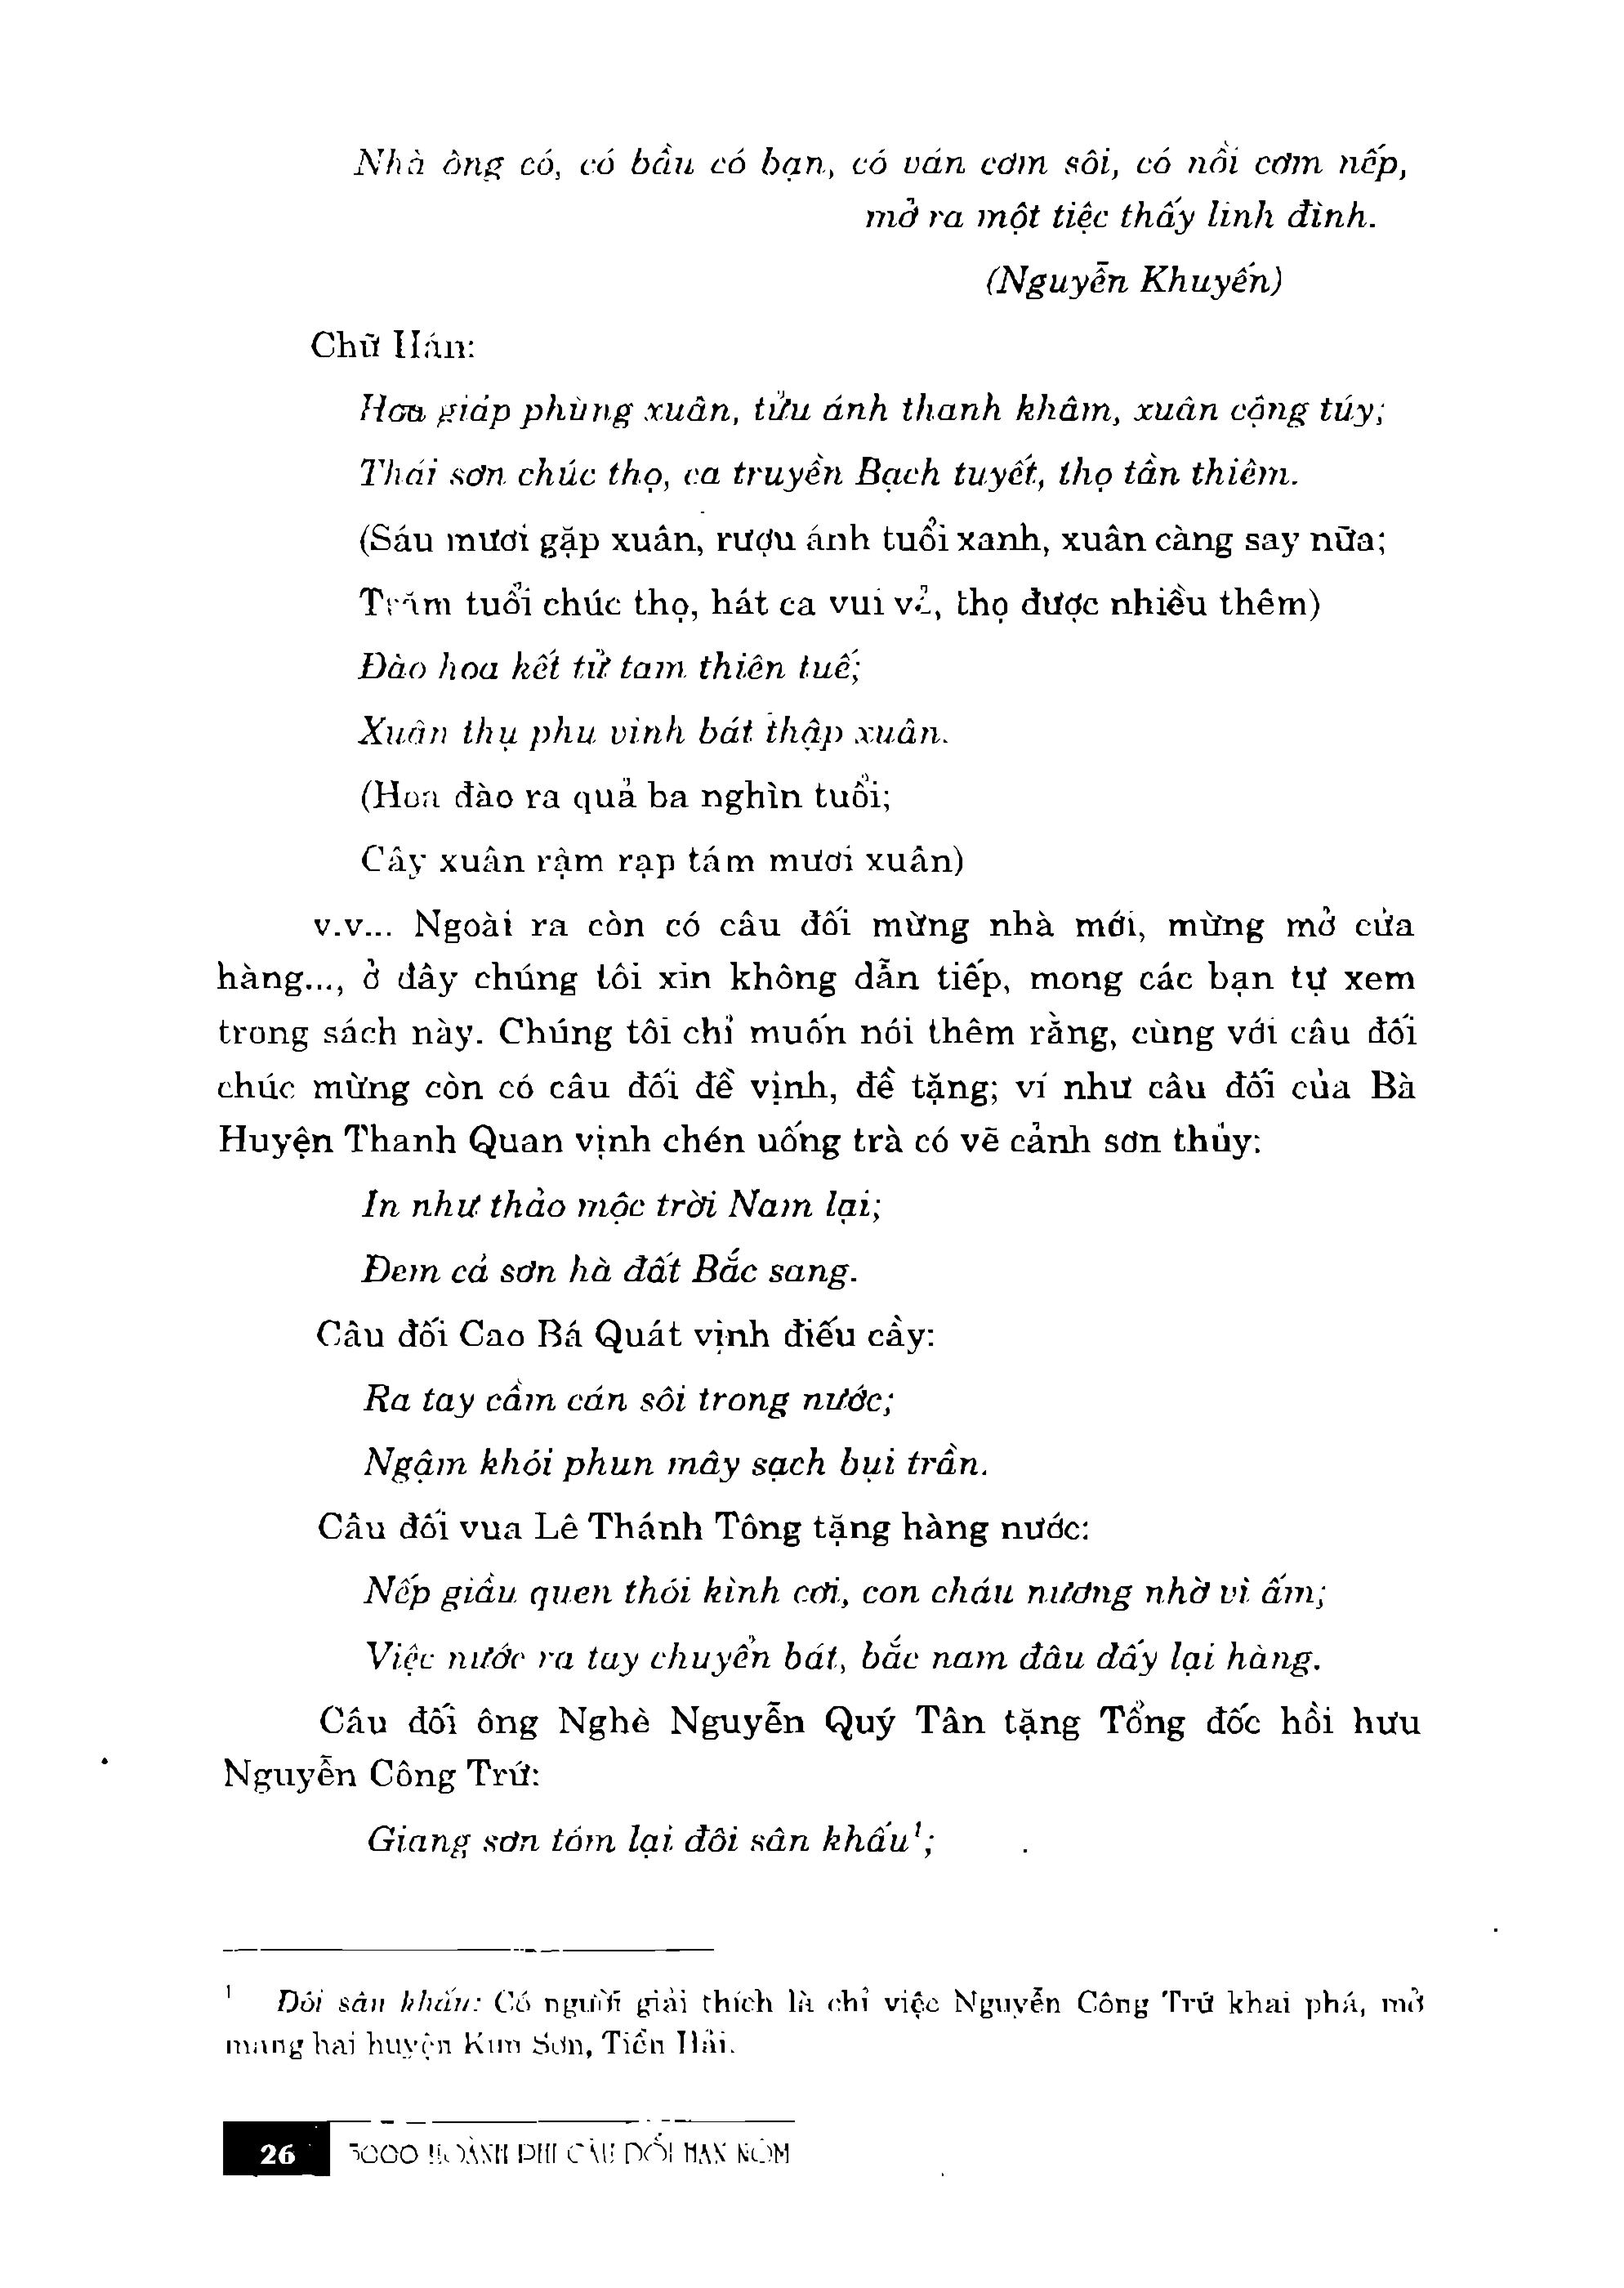 Nhà ông có, có bầu có bạn, có ván cơm sôi, có nồi cơm nếp,
mở ra một tiệc thấy linh đình.
(Nguyễn Khuyến)
Chữ Hán:
Hoa giáp phùng xuân, tửu ánh thanh khâm, xuân cộng túy;
Thái sơn chúc thọ, ca truyền Bạch tuyết, thọ tần thiêm.
(Sáu mươi gặp xuân, rượu ánh tuổi xanh, xuân càng say nữa;
Trăm tuổi chúc thọ, hát ca vui vẻ, thọ được nhiều thêm)
Đào hoa kết tử tam thiên tuế;
Xuân thụ phu vinh bát thập xuân.
(Hoa đào ra quả ba nghìn tuổi;
Cây xuân rậm rạp tám mươi xuân)
v.v... Ngoài ra còn có câu đối mừng nhà mới, mừng mở cửa
hàng..., ở đây chúng tôi xin không dẫn tiếp, mong các bạn tự xem
trong sách này. Chúng tôi chỉ muốn nói thêm rằng, cùng với câu đối
chúc mừng còn có câu đối đề vịnh, đề tặng; ví như câu đối của Bà
Huyện Thanh Quan vịnh chén uống trà có vẽ cảnh sơn thủy:
In như thảo mộc trời Nam lại;
Đem cả sơn hà đất Bắc sang.
Câu đối Cao Bá Quát vịnh điếu cầy:
Ra tay cầm cán sôi trong nước;
Ngậm khói phun mây sạch bụi trần.
Câu đối vua Lê Thánh Tông tặng hàng nước:
Nếp giầu quen thói kình cơi, con cháu nương nhờ vì ấm;
Việc nước ra tay chuyển bát, bắc nam đâu dấy lại hàng.
Câu đối ông Nghè Nguyễn Quý Tân tặng Tổng đốc hồi hưu
Nguyễn Công Trứ:
Giang sơn tóm lại đôi sân khấu¹;
¹ Đôi sân khấu: Có người giải thích là chỉ việc Nguyễn Công Trứ khai phá, mở
mang hai huyện Kim Sơn, Tiền Hải.
26 5000 HOÀNH PHI CÂU ĐỐI HÁN NÔM